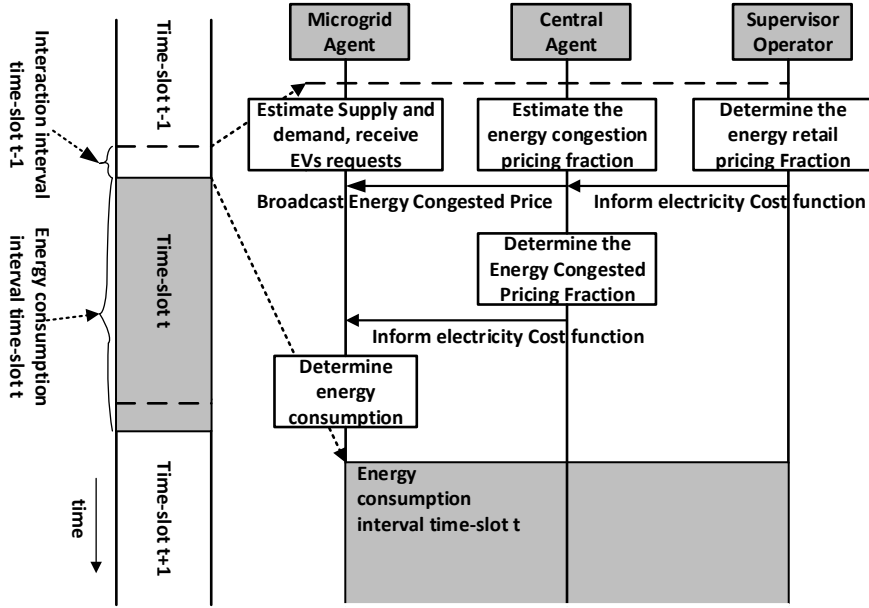 Interaction interval
time-slot t-1
Energy consumption
interval time-slot t
time
Time-slot t-1
Time-slot t
Time-slot t+1
Microgrid
Agent
Central
Agent
Supervisor
Operator
Estimate Supply and
demand, receive
EVs requests
Estimate the
energy congestion
pricing fraction
Determine the
energy retail
pricing Fraction
Broadcast Energy Congested Price
Inform electricity Cost function
Determine the
Energy Congested
Pricing Fraction
Inform electricity Cost function
Determine
energy
consumption
Energy
consumption
interval time-slot t